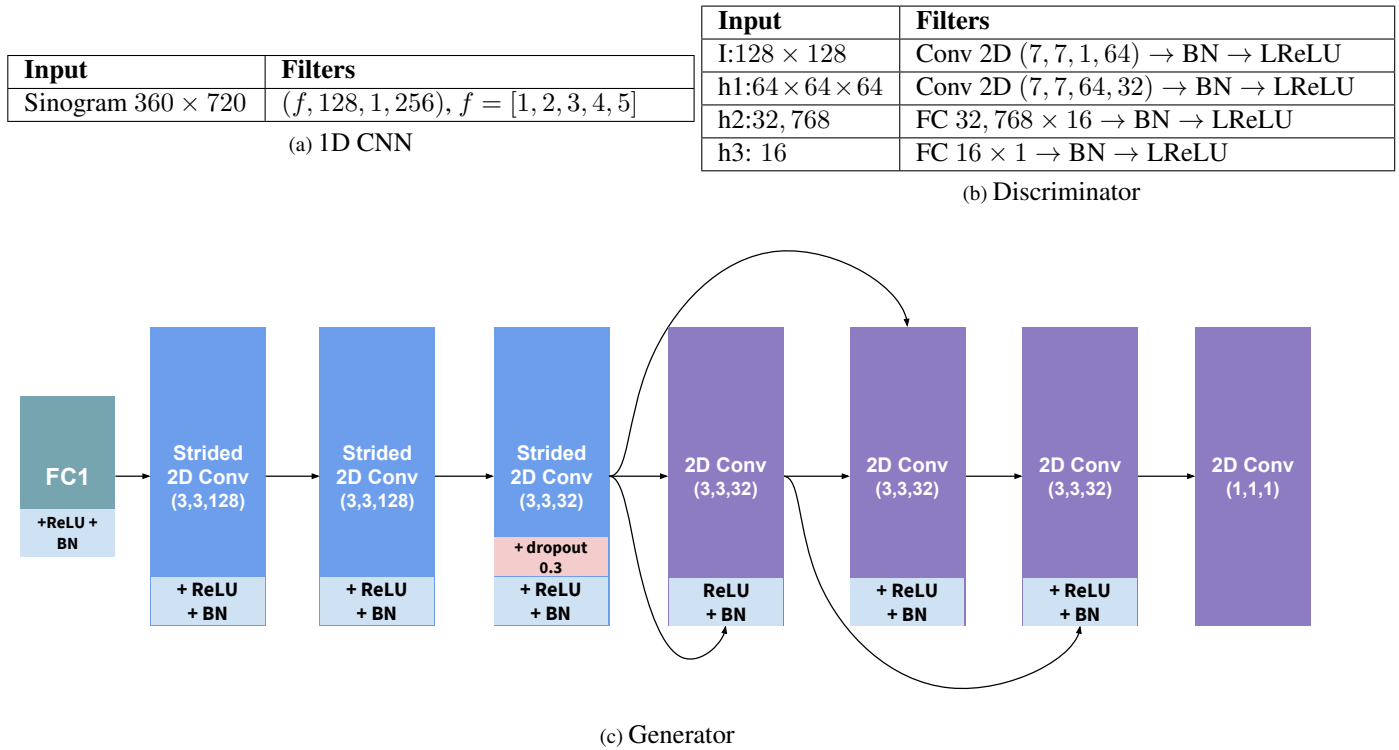 Input Filters
Sinogram 360 × 720 (f, 128, 1, 256), f = [1, 2, 3, 4, 5]
(a) 1D CNN
Input Filters
I:128 × 128 Conv 2D (7, 7, 1, 64) → BN → LReLU
h1:64 × 64 × 64 Conv 2D (7, 7, 64, 32) → BN → LReLU
h2:32, 768 FC 32, 768 × 16 → BN → LReLU
h3: 16 FC 16 × 1 → BN → LReLU
(b) Discriminator
FC1
+ReLU +
BN
Strided
2D Conv
(3,3,128)
+ ReLU
+ BN
Strided
2D Conv
(3,3,128)
+ ReLU
+ BN
Strided
2D Conv
(3,3,32)
+ dropout
0.3
+ ReLU
+ BN
2D Conv
(3,3,32)
ReLU
+ BN
2D Conv
(3,3,32)
+ ReLU
+ BN
2D Conv
(3,3,32)
+ ReLU
+ BN
2D Conv
(1,1,1)
(c) Generator